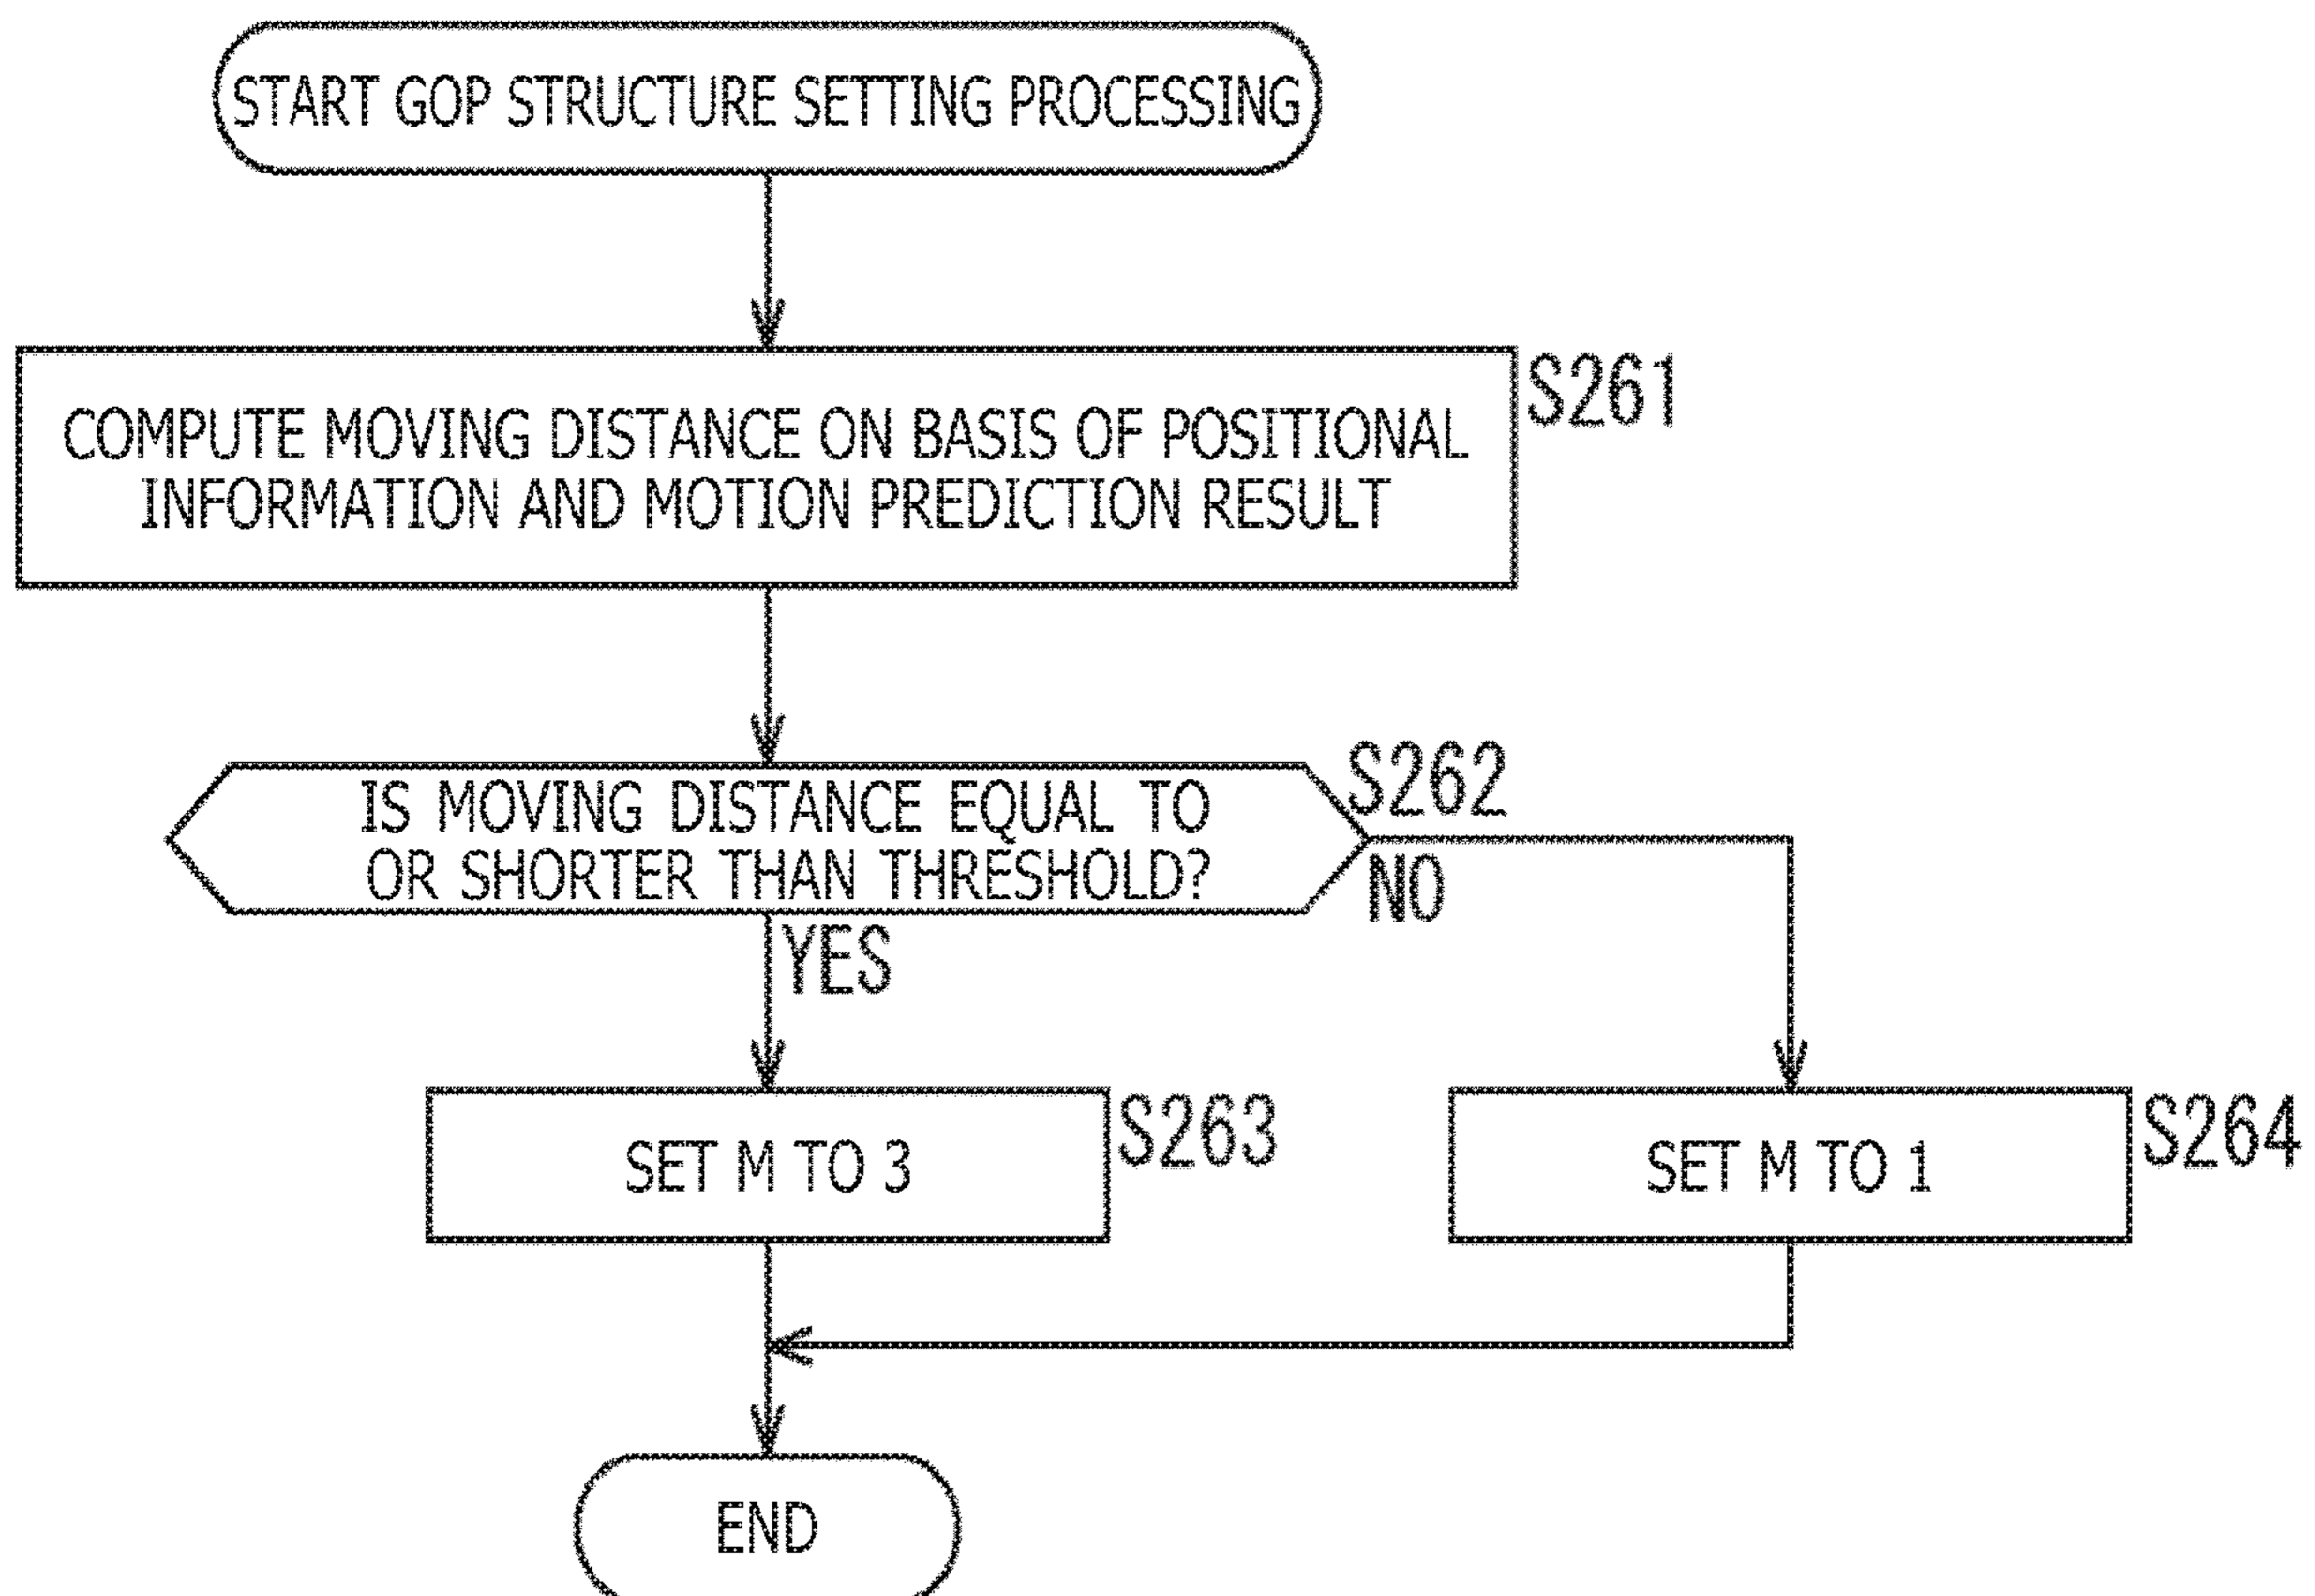 START GOP STRUCTURE SETTING PROCESSING
S261
COMPUTE MOVING DISTANCE ON BASIS OF POSITIONAL
INFORMATION AND MOTION PREDICTION RESULT
S262
IS MOVING DISTANCE EQUAL TO
OR SHORTER THAN THRESHOLD?
NO
YES
S263
SET M TO 3
S264
SET M TO 1
END